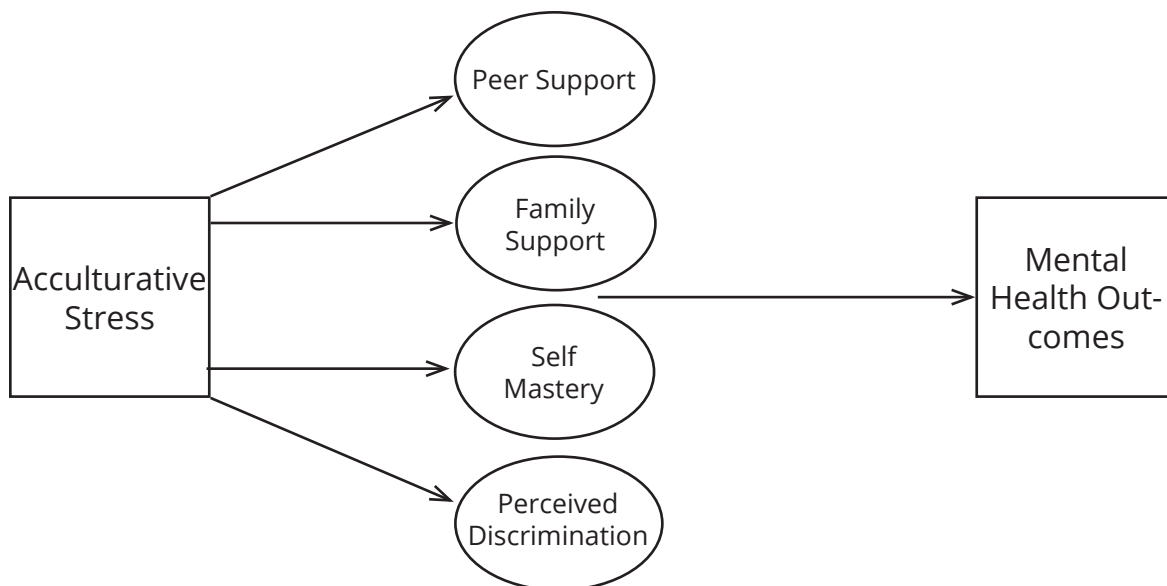 Peer Support
Family
Support
Acculturative
Stress
Self
Mastery
Perceived
Discrimination
Mental
Health Out-
comes